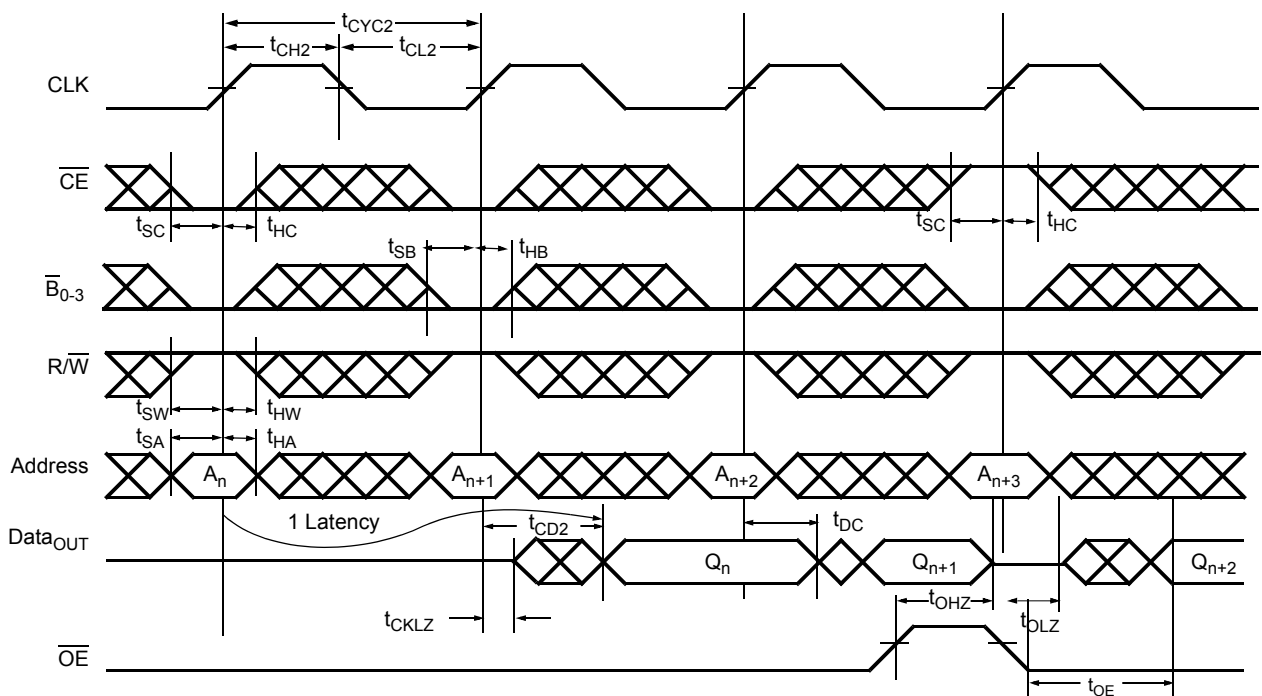 tCYC2
tCH2 tCL2
CLK
CE
tSC tHC tSC tHC
tSB tHB
B0-3
R/W
tSW tHW
tSA tHA
Address An An+1 An+2 An+3
1 Latency tCD2 tDC
DataOUT Qn Qn+1 Qn+2
tOHZ
tCKLZ tOLZ
OE
tOE